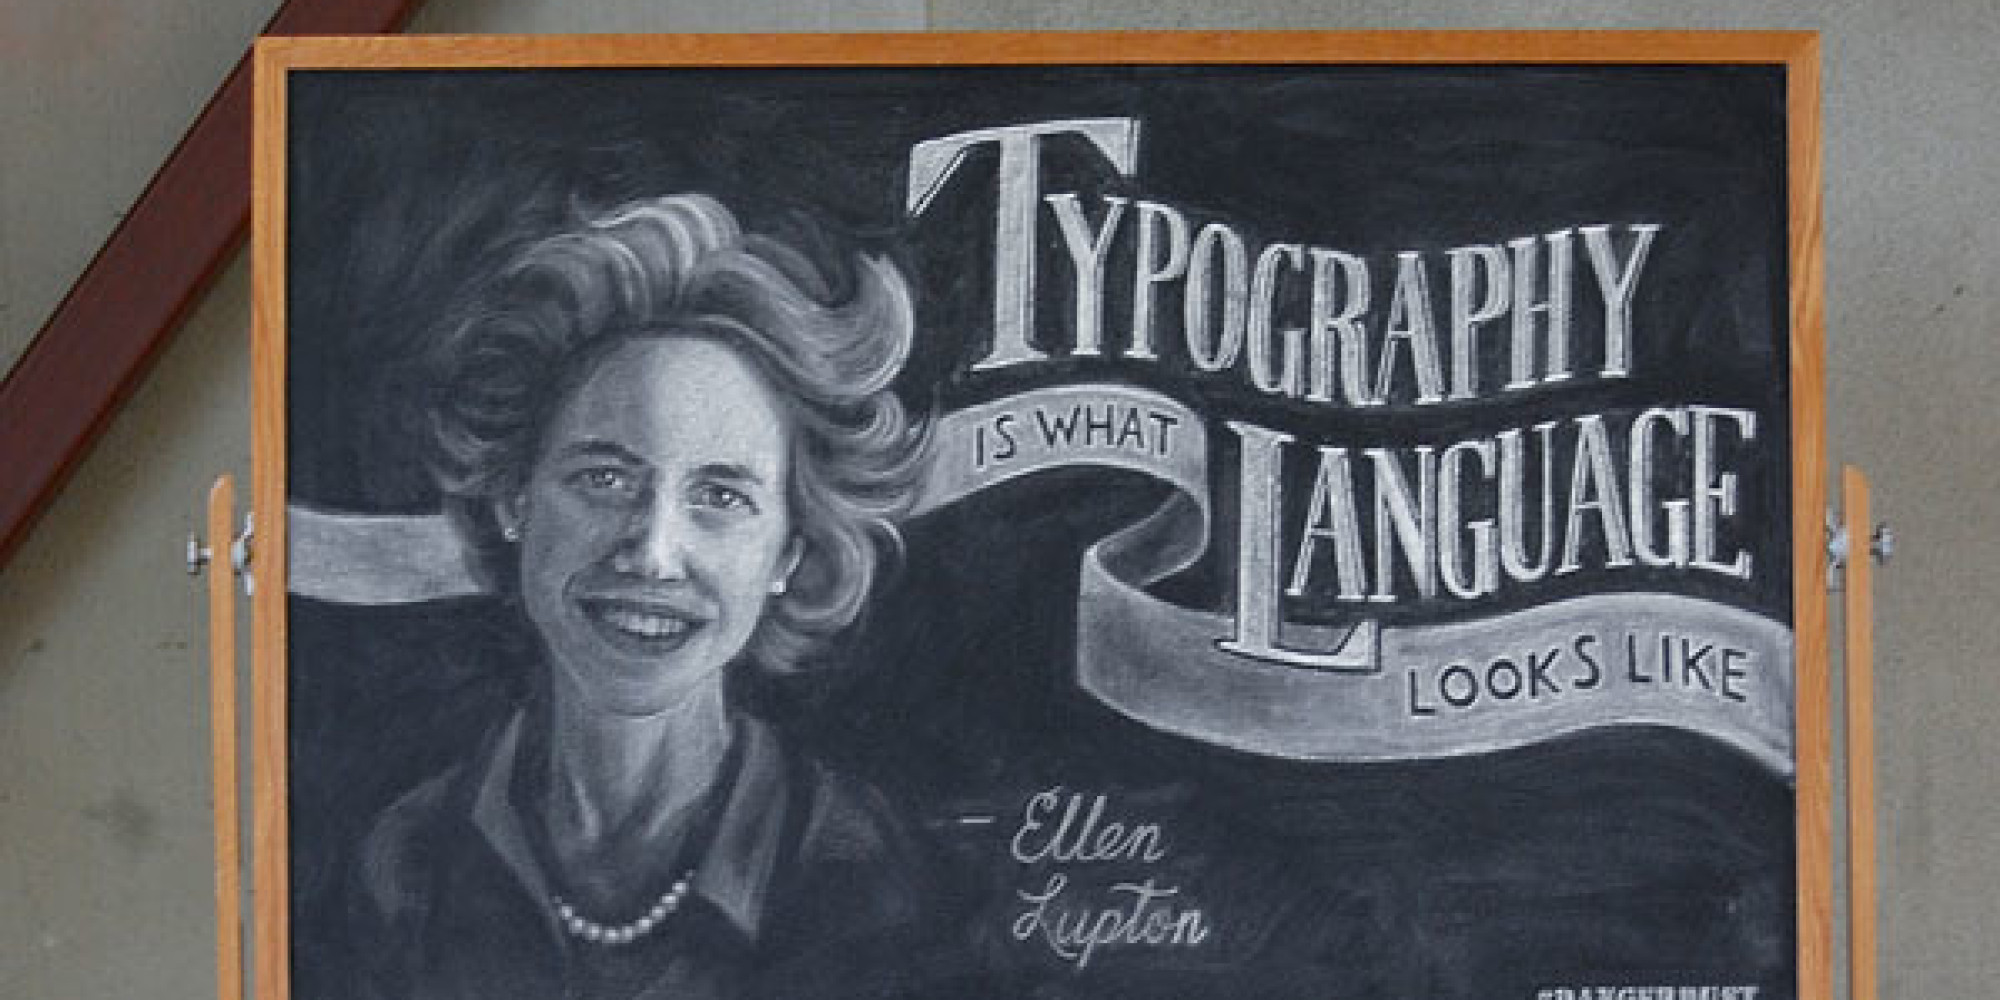 TYPOGRAPHY
IS WHAT
LANGUAGE
LOOKS LIKE
— Ellen
Lupton